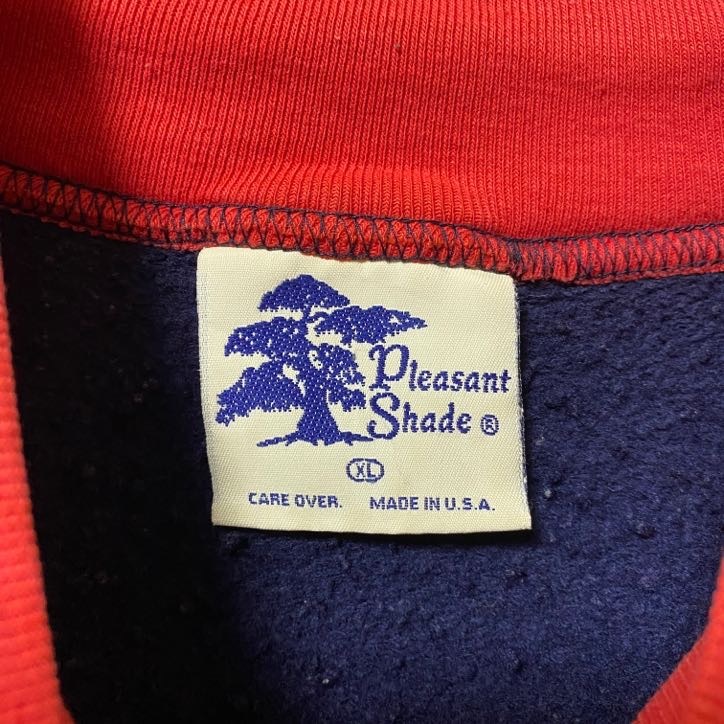 Pleasant
Shade ®
XL
CARE OVER. MADE IN U.S.A.